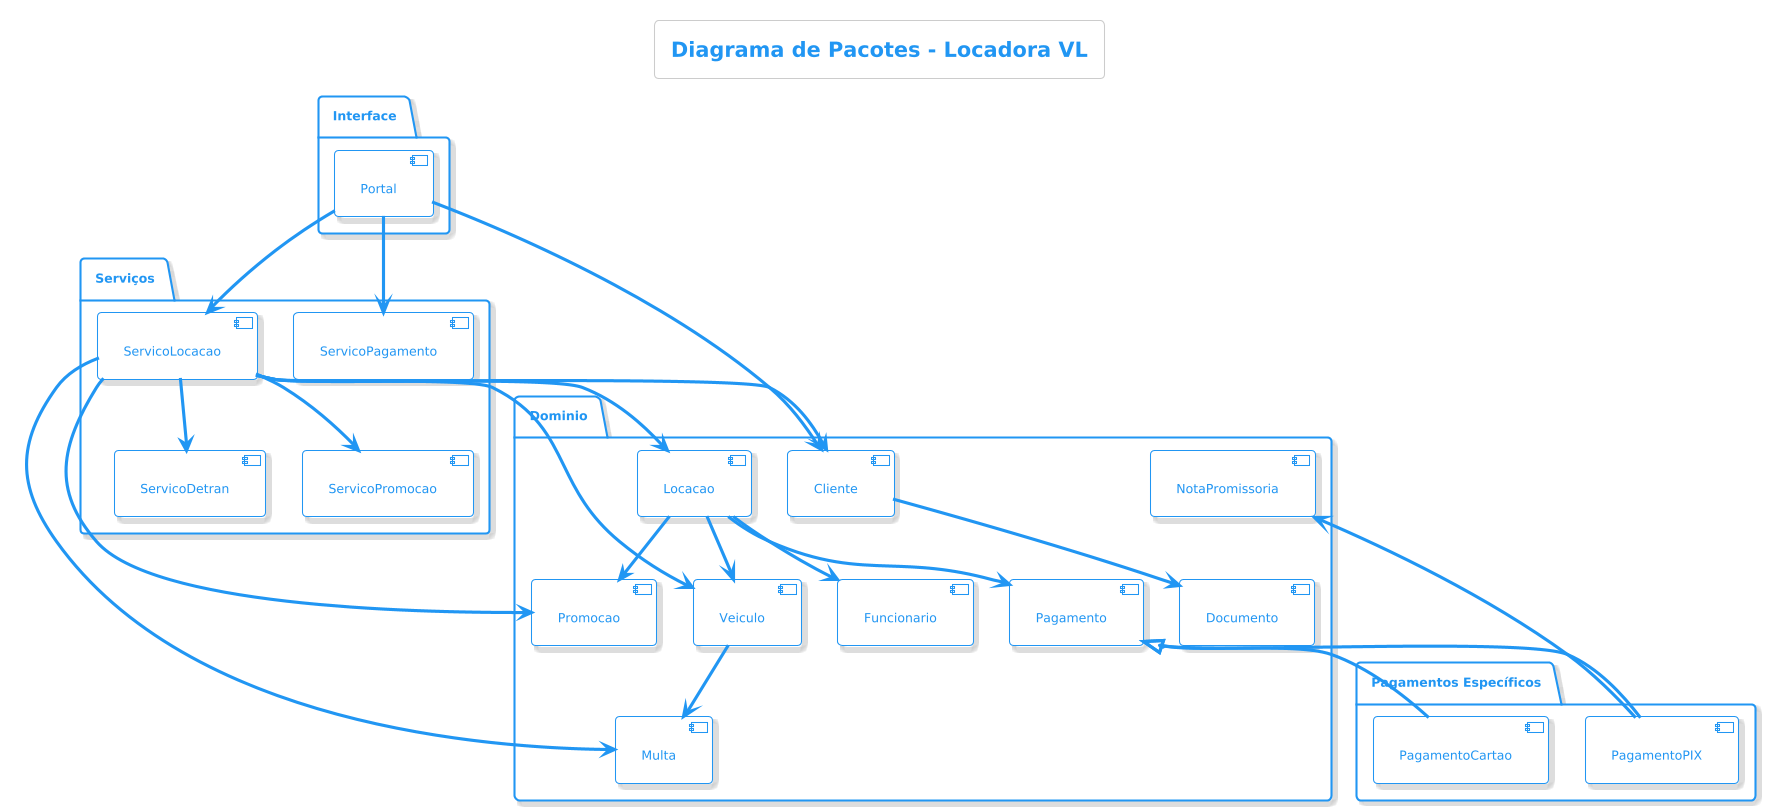 Diagrama de Pacotes - Locadora VL
Interface
Portal
Serviços
ServicoLocacao
ServicoPagamento
Dominio
ServicoDetran
ServicoPromocao
Locacao
Cliente
NotaPromissoria
Promocao
Veiculo
Funcionario
Pagamento
Documento
Pagamentos Específicos
Multa
PagamentoCartao
PagamentoPIX